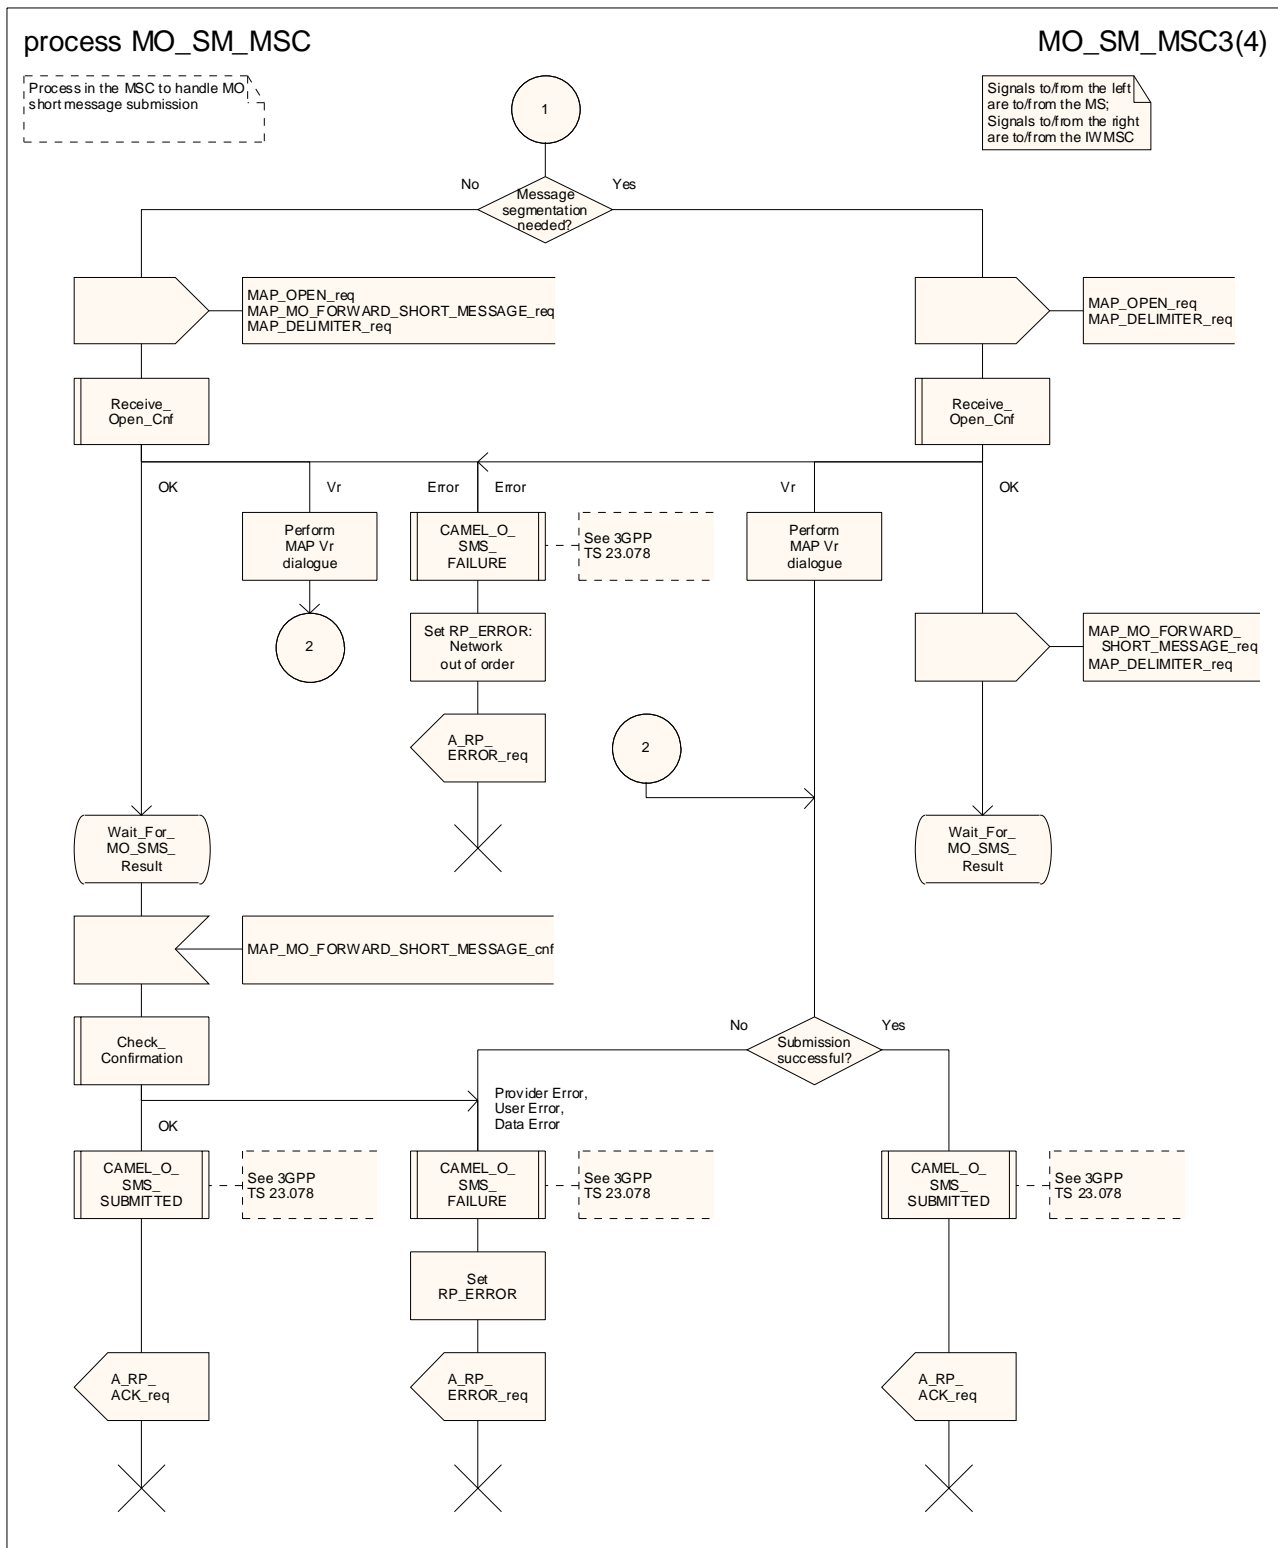 process MO_SM_MSC
MO_SM_MSC3(4)
Process in the MSC to handle MO
short message submission
1
Signals to/from the left
are to/from the MS;
Signals to/from the right
are to/from the IWMSC
No
Yes
Message
segmentation
needed?
MAP_OPEN_req
MAP_MO_FORWARD_SHORT_MESSAGE_req
MAP_DELIMITER_req
MAP_OPEN_req
MAP_DELIMITER_req
Receive_
Open_Cnf
Receive_
Open_Cnf
OK
Vr
Error
Error
Vr
OK
Perform
MAP Vr
dialogue
CAMEL_O_
SMS_
FAILURE
See 3GPP
TS 23.078
Perform
MAP Vr
dialogue
2
Set RP_ERROR:
Network
out of order
MAP_MO_FORWARD_
SHORT_MESSAGE_req
MAP_DELIMITER_req
A_RP_
ERROR_req
2
Wait_For_
MO_SMS_
Result
Wait_For_
MO_SMS_
Result
MAP_MO_FORWARD_SHORT_MESSAGE_cnf
Check_
Confirmation
No
Yes
Submission
successful?
OK
Provider Error,
User Error,
Data Error
CAMEL_O_
SMS_
SUBMITTED
See 3GPP
TS 23.078
CAMEL_O_
SMS_
FAILURE
See 3GPP
TS 23.078
CAMEL_O_
SMS_
SUBMITTED
See 3GPP
TS 23.078
Set
RP_ERROR
A_RP_
ACK_req
A_RP_
ERROR_req
A_RP_
ACK_req